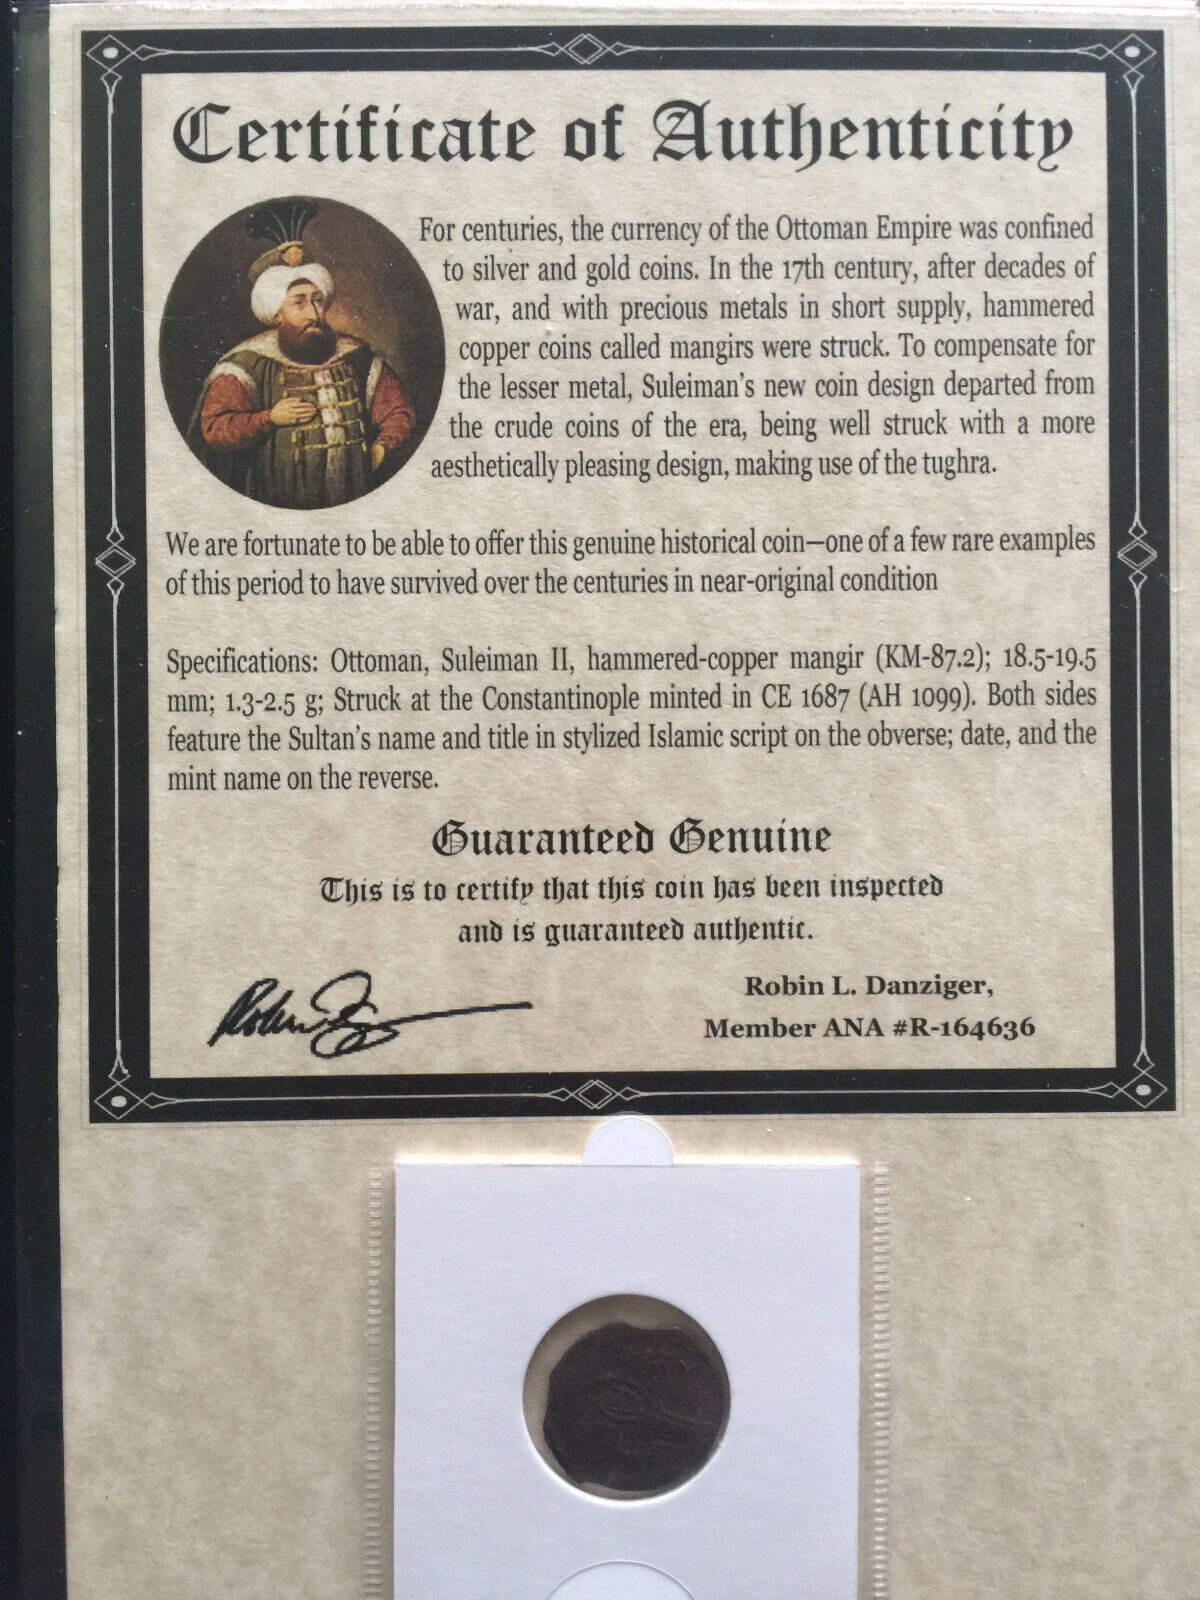 Certificate of Authenticity
For centuries, the currency of the Ottoman Empire was confined
to silver and gold coins. In the 17th century, after decades of
war, and with precious metals in short supply, hammered
copper coins called mangirs were struck. To compensate for
the lesser metal, Suleiman's new coin design departed from
the crude coins of the era, being well struck with a more
aesthetically pleasing design, making use of the tughra.
We are fortunate to be able to offer this genuine historical coin—one of a few rare examples
of this period to have survived over the centuries in near-original condition
Specifications: Ottoman, Suleiman II, hammered-copper mangir (KM-87.2); 18.5-19.5
mm; 1.3-2.5 g; Struck at the Constantinople minted in CE 1687 (AH 1099). Both sides
feature the Sultan's name and title in stylized Islamic script on the obverse; date, and the
mint name on the reverse.
Guaranteed Genuine
This is to certify that this coin has been inspected
and is guaranteed authentic.
Robin L. Danziger,
Member ANA #R-164636